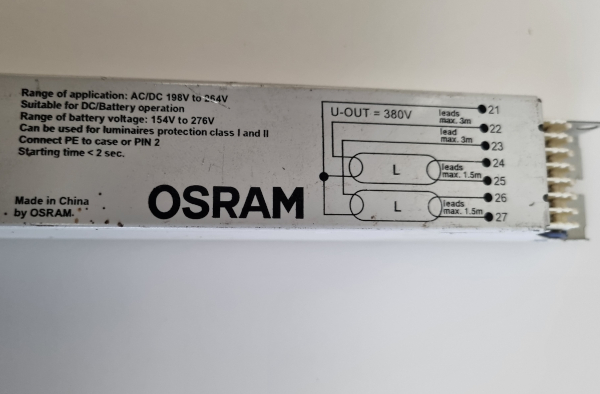 Range of application: AC/DC 198V to 264V
Suitable for DC/Battery operation
Range of battery voltage: 154V to 276V
Can be used for luminaires protection class I and II
Connect PE to case or PIN 2
Starting time < 2 sec.
Made in China
by OSRAM
OSRAM
U-OUT = 380V
leads
max. 3m
21
22
lead
max. 3m
23
24
L
leads
max. 1.5m
25
26
L
leads
max. 1.5m
27